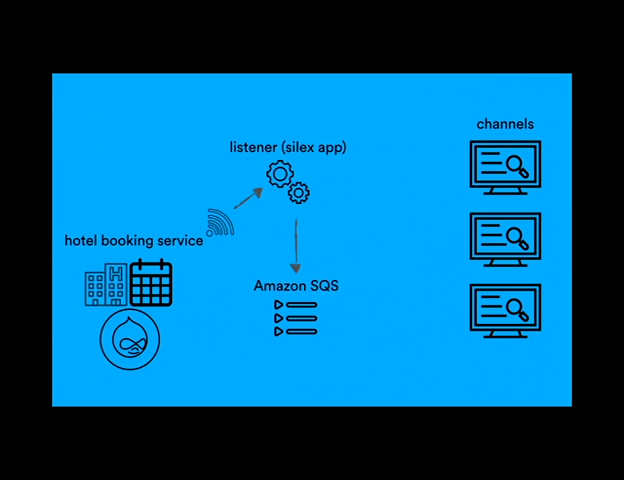 channels
listener (silex app)
hotel booking service
Amazon SQS